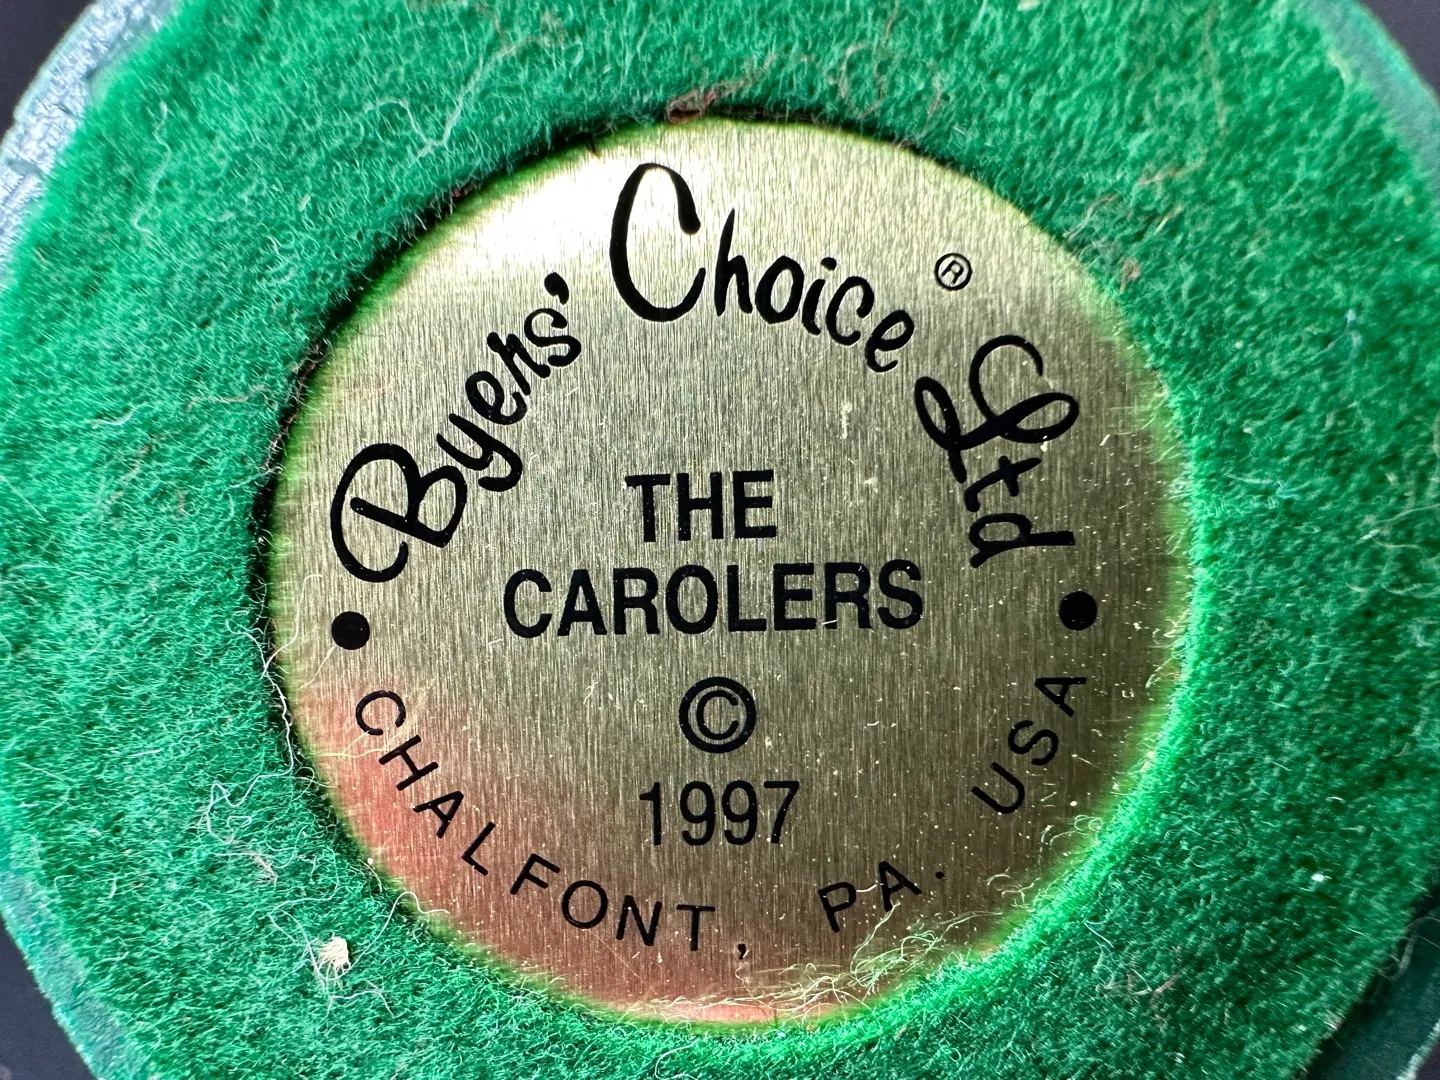 Byers' Choice® Ltd
THE
CAROLERS
©
1997
CHALFONT, PA. USA